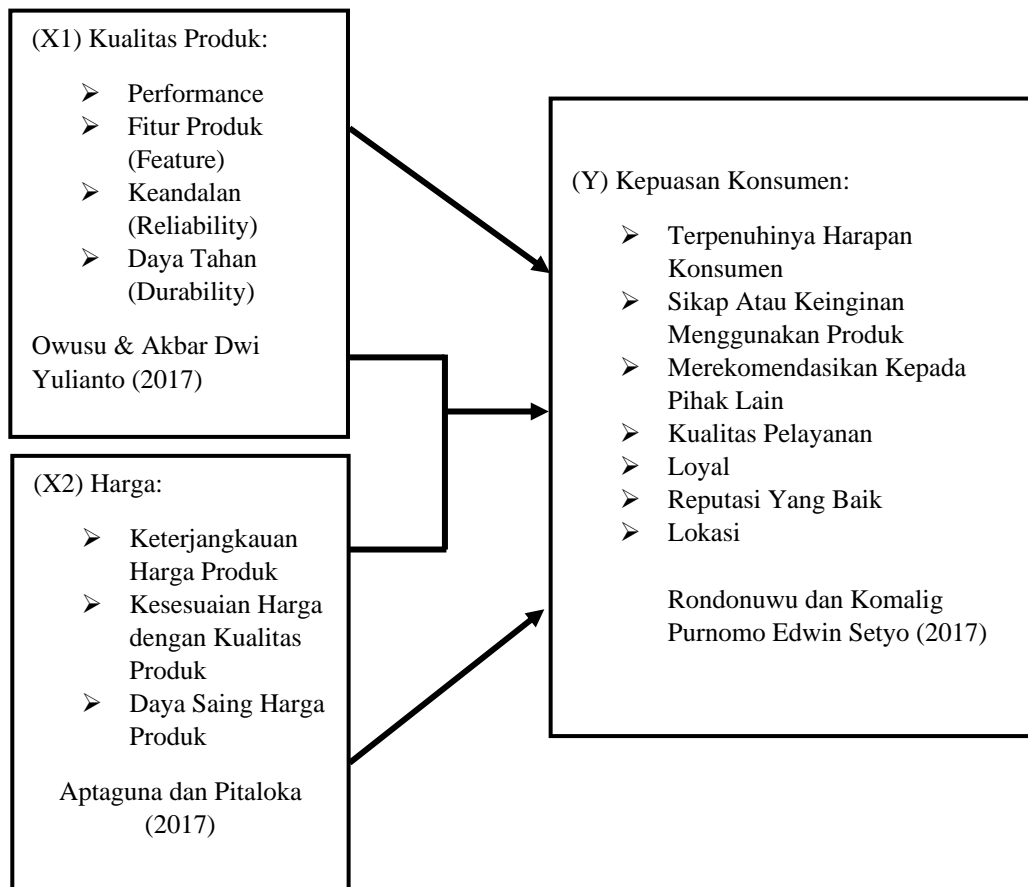 (X1) Kualitas Produk:
➢ Performance
➢ Fitur Produk
(Feature)
➢ Keandalan
(Reliability)
➢ Daya Tahan
(Durability)
Owusu & Akbar Dwi
Yulianto (2017)
(X2) Harga:
➢ Keterjangkauan
Harga Produk
➢ Kesesuaian Harga
dengan Kualitas
Produk
➢ Daya Saing Harga
Produk
Aptaguna dan Pitaloka
(2017)
(Y) Kepuasan Konsumen:
➢ Terpenuhinya Harapan
Konsumen
➢ Sikap Atau Keinginan
Menggunakan Produk
➢ Merekomendasikan Kepada
Pihak Lain
➢ Kualitas Pelayanan
➢ Loyal
➢ Reputasi Yang Baik
➢ Lokasi
Rondonuwu dan Komalig
Purnomo Edwin Setyo (2017)